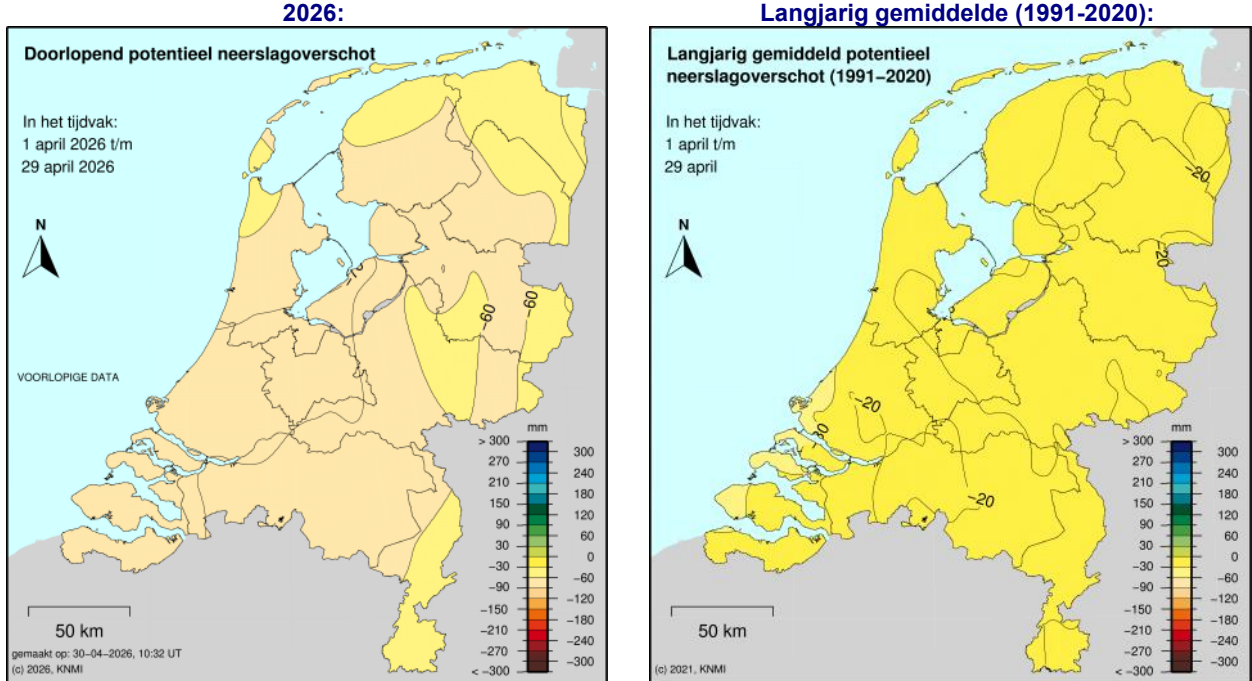 2026:
Doorlopend potentieel neerslagoverschot
In het tijdvak:
1 april 2026 t/m
29 april 2026
N
VOORLOPIGE DATA
−60
−60
mm
> 300
300
270
240
210
180
150
120
90
60
30
0
−30
−60
−90
−120
−150
−180
−210
−240
−270
−300
< −300
50 km
gemaakt op: 30−04−2026, 10:32 UT
(c) 2026, KNMI
Langjarig gemiddelde (1991-2020):
Langjarig gemiddeld potentieel
neerslagoverschot (1991−2020)
In het tijdvak:
1 april t/m
29 april
N
−20
−20
−20
−30
−20
mm
> 300
300
270
240
210
180
150
120
90
60
30
0
−30
−60
−90
−120
−150
−180
−210
−240
−270
−300
< −300
50 km
(c) 2021, KNMI